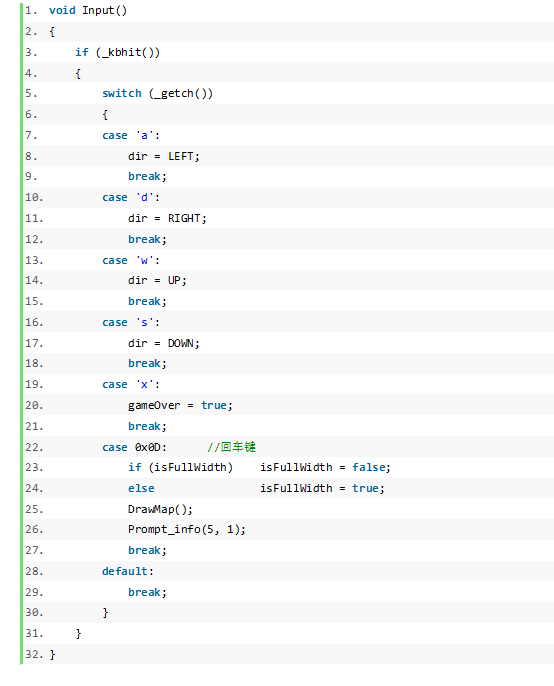 1. void Input()
2. {
3.     if (_kbhit())
4.     {
5.         switch (_getch())
6.         {
7.         case 'a':
8.             dir = LEFT;
9.             break;
10.         case 'd':
11.             dir = RIGHT;
12.             break;
13.         case 'w':
14.             dir = UP;
15.             break;
16.         case 's':
17.             dir = DOWN;
18.             break;
19.         case 'x':
20.             gameOver = true;
21.             break;
22.         case 0x0D:      //回车键
23.             if (isFullWidth)    isFullWidth = false;
24.             else                isFullWidth = true;
25.             DrawMap();
26.             Prompt_info(5, 1);
27.             break;
28.         default:
29.             break;
30.         }
31.     }
32. }